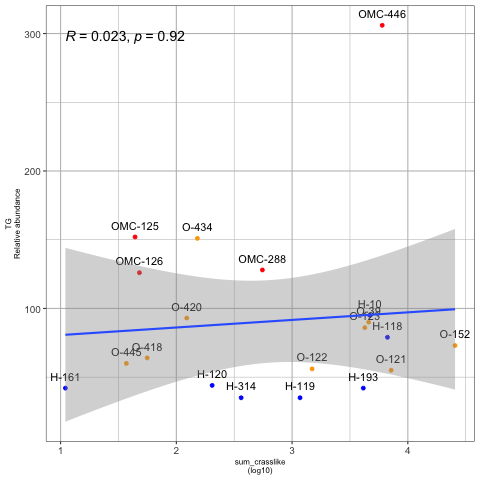 OMC-446
300
R = 0.023, p = 0.92
200
OMC-125
O-434
OMC-126
OMC-288
TG
Relative abundance
O-420
H-10
O-39
O-123
100
H-118
O-418
O-445
O-152
O-122
O-121
H-161
H-120
H-314
H-119
H-193
1
2
3
4
sum_crasslike
(log10)